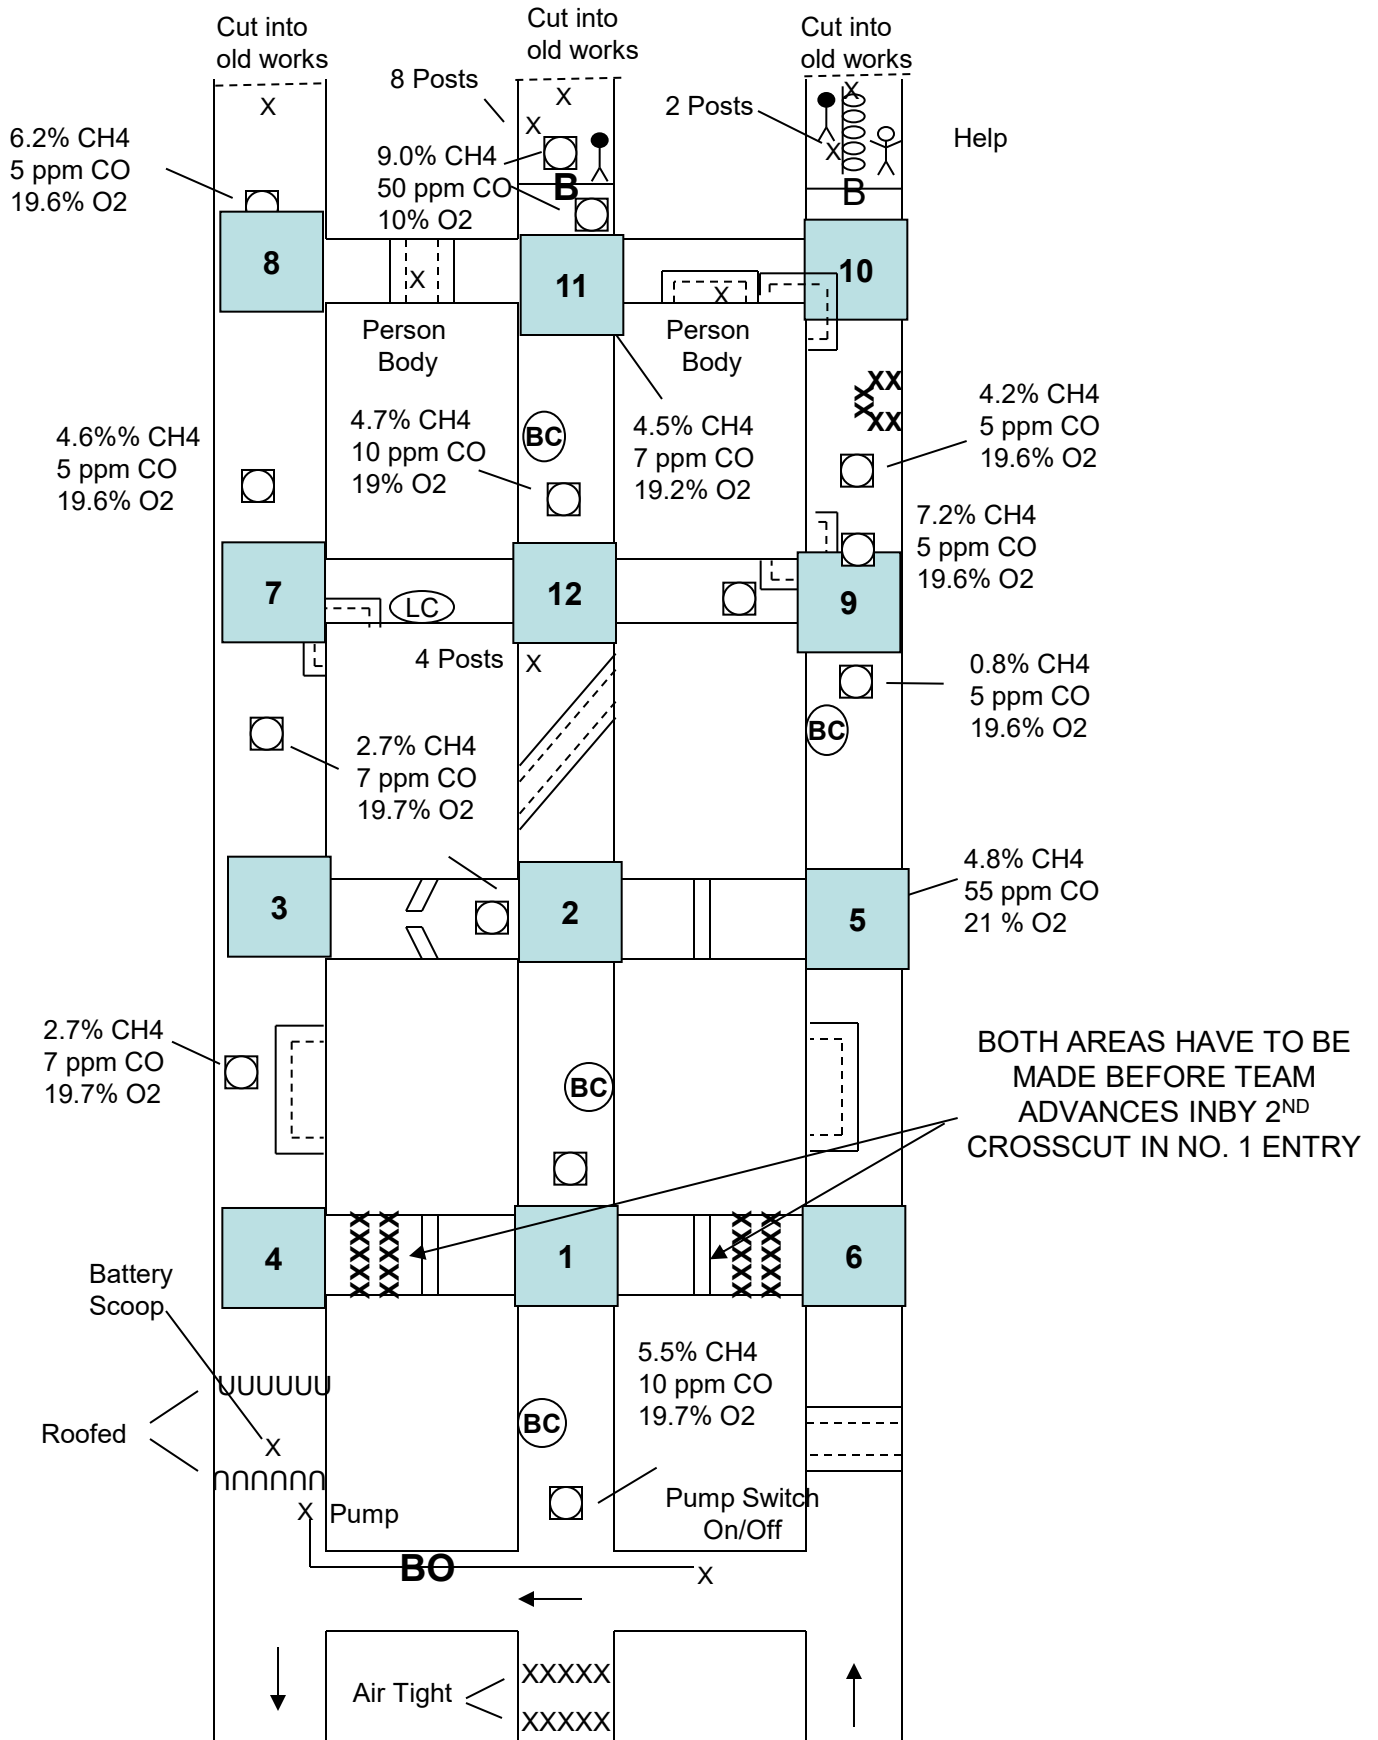 Cut into
old works
Cut into
old works
Cut into
old works
8 Posts
2 Posts
X
X
X
X
X
Help
6.2% CH4
5 ppm CO
19.6% O2
9.0% CH4
50 ppm CO
10% O2
B
B
8
11
10
X
X
Person
Body
Person
Body
XX
X
X
XX
4.6%% CH4
5 ppm CO
19.6% O2
4.7% CH4
10 ppm CO
19% O2
BC
4.5% CH4
7 ppm CO
19.2% O2
4.2% CH4
5 ppm CO
19.6% O2
7.2% CH4
5 ppm CO
19.6% O2
7
LC
12
9
4 Posts
X
0.8% CH4
5 ppm CO
19.6% O2
BC
2.7% CH4
7 ppm CO
19.7% O2
3
2
5
4.8% CH4
55 ppm CO
21 % O2
2.7% CH4
7 ppm CO
19.7% O2
BC
BOTH AREAS HAVE TO BE
MADE BEFORE TEAM
ADVANCES INBY 2ND
CROSSCUT IN NO. 1 ENTRY
4
XXXXX
XXXXX
1
XXXXX
XXXXX
6
Battery
Scoop
UUUUUU
Roofed
X
5.5% CH4
10 ppm CO
19.7% O2
BC
X
Pump
Pump Switch
On/Off
BO
X
Air Tight
XXXXX
XXXXX